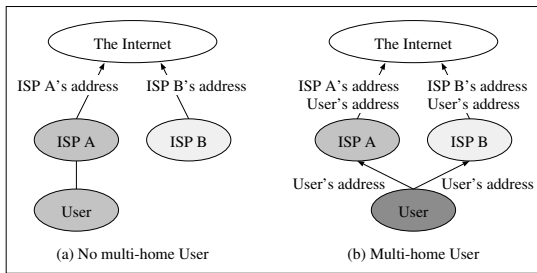 The Internet
ISP A's address
ISP B's address
ISP A
ISP B
User
(a) No multi-home User
The Internet
ISP A's address
User's address
ISP B's address
User's address
ISP A
ISP B
User's address
User's address
User
(b) Multi-home User